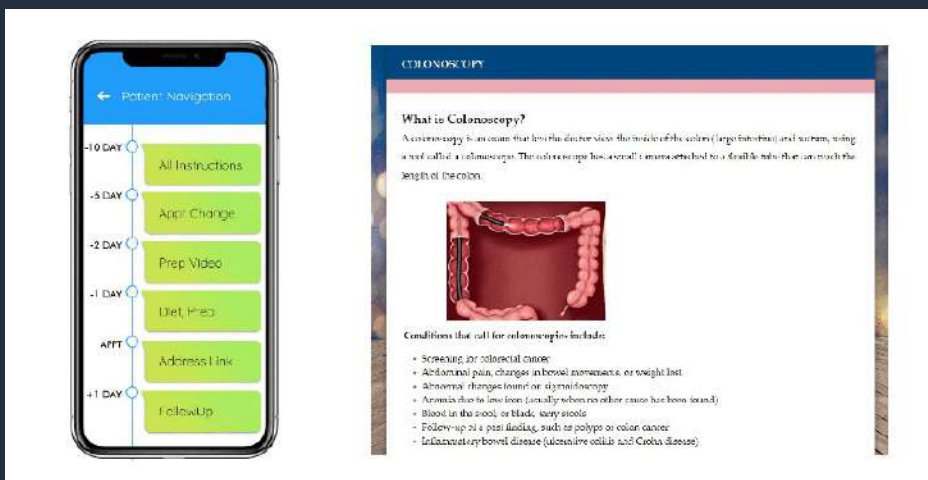 Patient Navigation
-10 DAY
All Instructions
-5 DAY
Appt Change
-2 DAY
Prep Video
-1 DAY
Diet, Prep
APPT
Address Link
+1 DAY
FollowUp
COLONOSCOPY
What is Colonoscopy?
A colonoscopy is an exam that lets the doctor view the inside of the colon (large intestine) and rectum, using
a tool called a colonoscope. The colonoscope has a small camera attached to a flexible tube that can reach the
length of the colon.
Conditions that call for colonoscopies include:
- Screening for colorectal cancer
- Abdominal pain, changes in bowel movements, or weight lost
- Abnormal changes found on sigmoidoscopy
- Anemia due to low iron (usually when no other cause has been found)
- Blood in the stool, or black, tarry stools
- Follow-up of a past finding, such as polyps or colon cancer
- Inflammatory bowel disease (ulcerative colitis and Crohn disease)